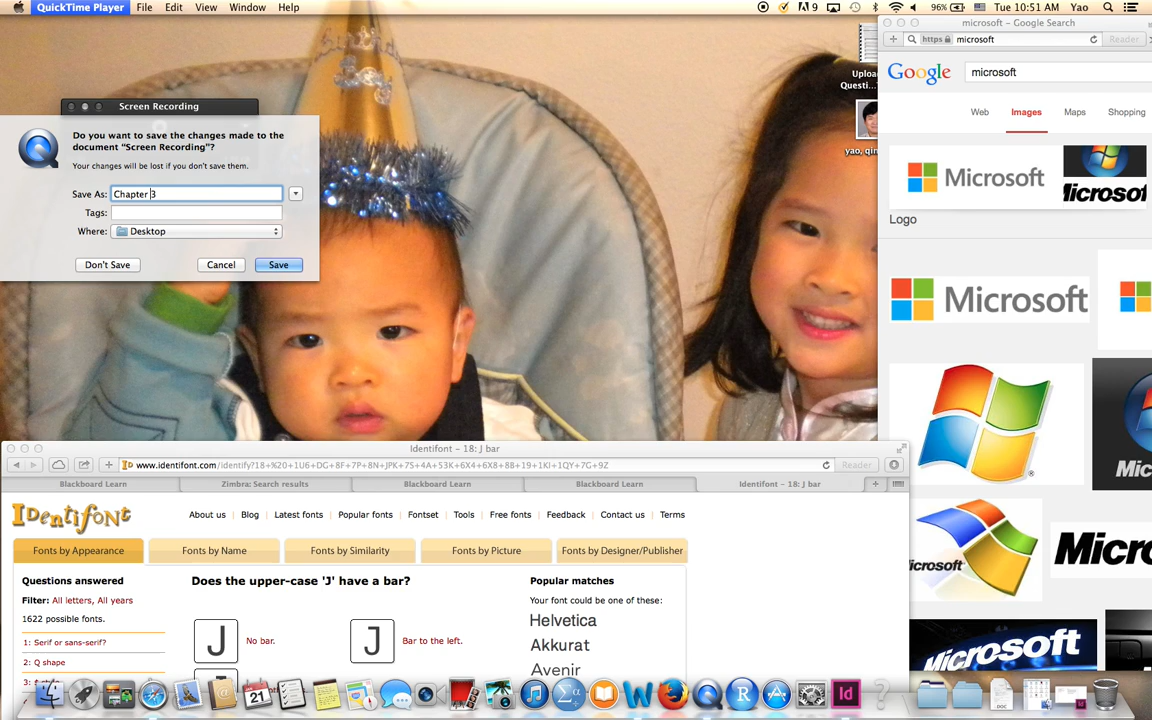 QuickTime Player File Edit View Window Help
9 96% Tue 10:51 AM Yao
microsoft – Google Search
https microsoft Reader
Google microsoft
Web Images Maps Shopping
Microsoft
Microsof
Logo
Microsoft
Micro
Microsoft
Upload
Questi...?
yao, qin
Screen Recording
Do you want to save the changes made to the
document “Screen Recording”?
Your changes will be lost if you don't save them.
Save As: Chapter 3
Tags:
Where: Desktop
Don't Save Cancel Save
Identifont – 18: J bar
www.identifont.com/identify?18+%20+1U6+DG+8F+7P+8N+JPK+75+4A+53K+6X4+6X8+8B+19+1KI+1QY+7G+9Z Reader
Blackboard Learn Zimbra: Search results Blackboard Learn Blackboard Learn Identifont – 18: J bar
IDentifont
About us Blog Latest fonts Popular fonts Fontset Tools Free fonts Feedback Contact us Terms
Fonts by Appearance Fonts by Name Fonts by Similarity Fonts by Picture Fonts by Designer/Publisher
Questions answered
Filter: All letters, All years
1622 possible fonts.
1: Serif or sans-serif?
2: Q shape
Does the upper-case 'J' have a bar?
J No bar. J Bar to the left.
Popular matches
Your font could be one of these:
Helvetica
Akkurat
Avenir